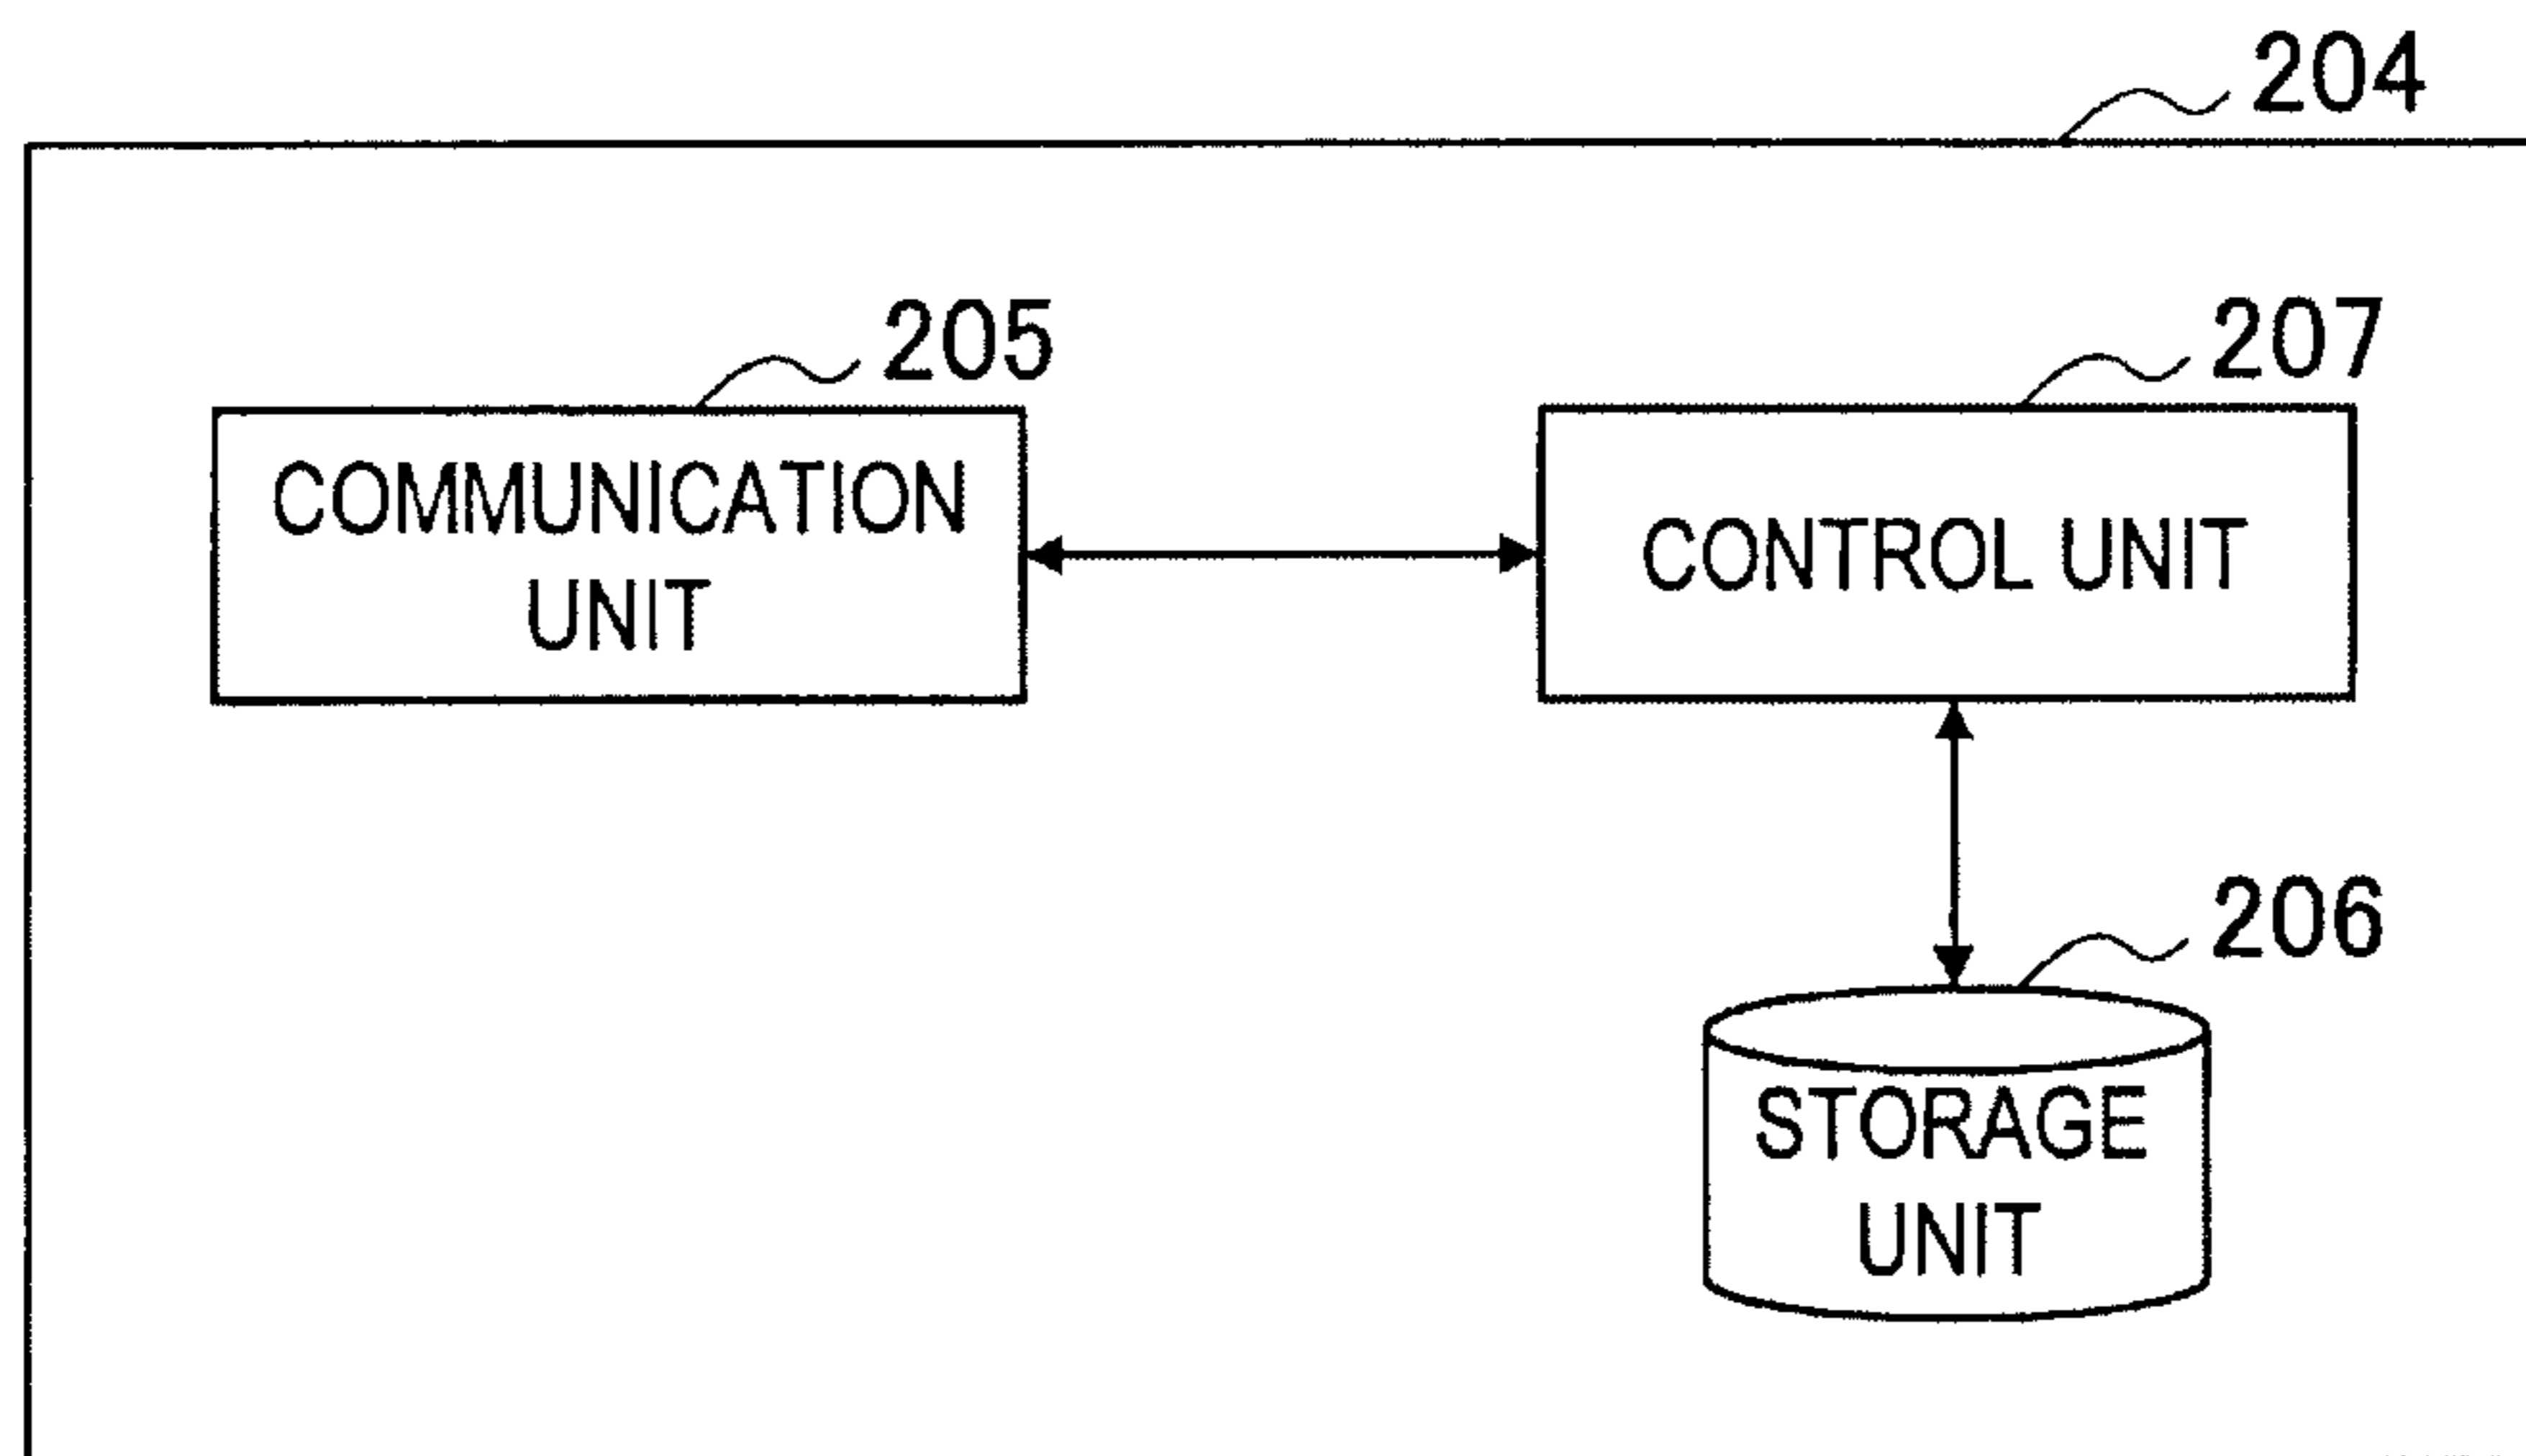 204
205
207
COMMUNICATION
UNIT
CONTROL UNIT
206
STORAGE
UNIT